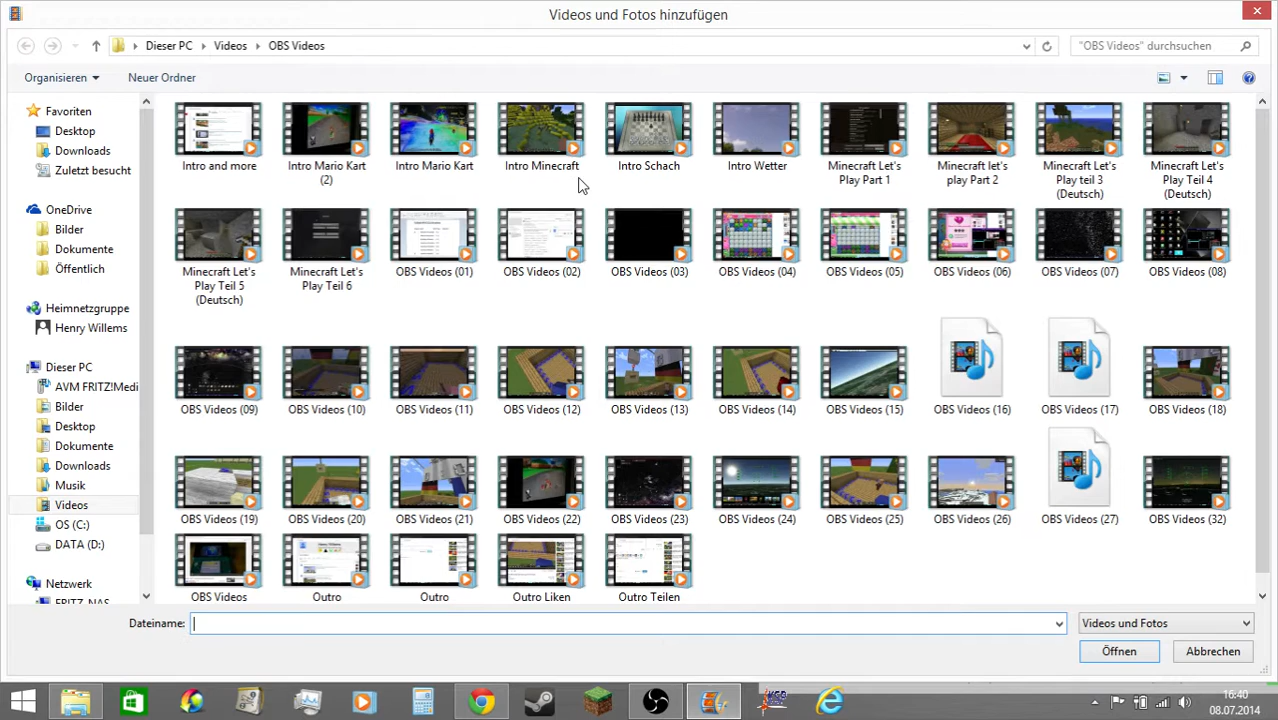 Videos und Fotos hinzufügen
Dieser PC Videos OBS Videos
"OBS Videos" durchsuchen
Organisieren Neuer Ordner
Favoriten
Desktop
Downloads
Zuletzt besucht
OneDrive
Bilder
Dokumente
Öffentlich
Heimnetzgruppe
Henry Willems
Dieser PC
AVM FRITZ!Medi
Bilder
Desktop
Dokumente
Downloads
Musik
Videos
OS (C:)
DATA (D:)
Netzwerk
FRITZ-NAS
Intro and more
Intro Mario Kart (2)
Intro Mario Kart
Intro Minecraft
Intro Schach
Intro Wetter
Minecraft Let's Play Part 1
Minecraft let's play Part 2
Minecraft Let's Play teil 3 (Deutsch)
Minecraft Let's Play Teil 4 (Deutsch)
Minecraft Let's Play Teil 5 (Deutsch)
Minecraft Let's Play Teil 6
OBS Videos (01)
OBS Videos (02)
OBS Videos (03)
OBS Videos (04)
OBS Videos (05)
OBS Videos (06)
OBS Videos (07)
OBS Videos (08)
OBS Videos (09)
OBS Videos (10)
OBS Videos (11)
OBS Videos (12)
OBS Videos (13)
OBS Videos (14)
OBS Videos (15)
OBS Videos (16)
OBS Videos (17)
OBS Videos (18)
OBS Videos (19)
OBS Videos (20)
OBS Videos (21)
OBS Videos (22)
OBS Videos (23)
OBS Videos (24)
OBS Videos (25)
OBS Videos (26)
OBS Videos (27)
OBS Videos (32)
OBS Videos
Outro
Outro
Outro Liken
Outro Teilen
Dateiname:
Videos und Fotos
Öffnen
Abbrechen
16:40
08.07.2014